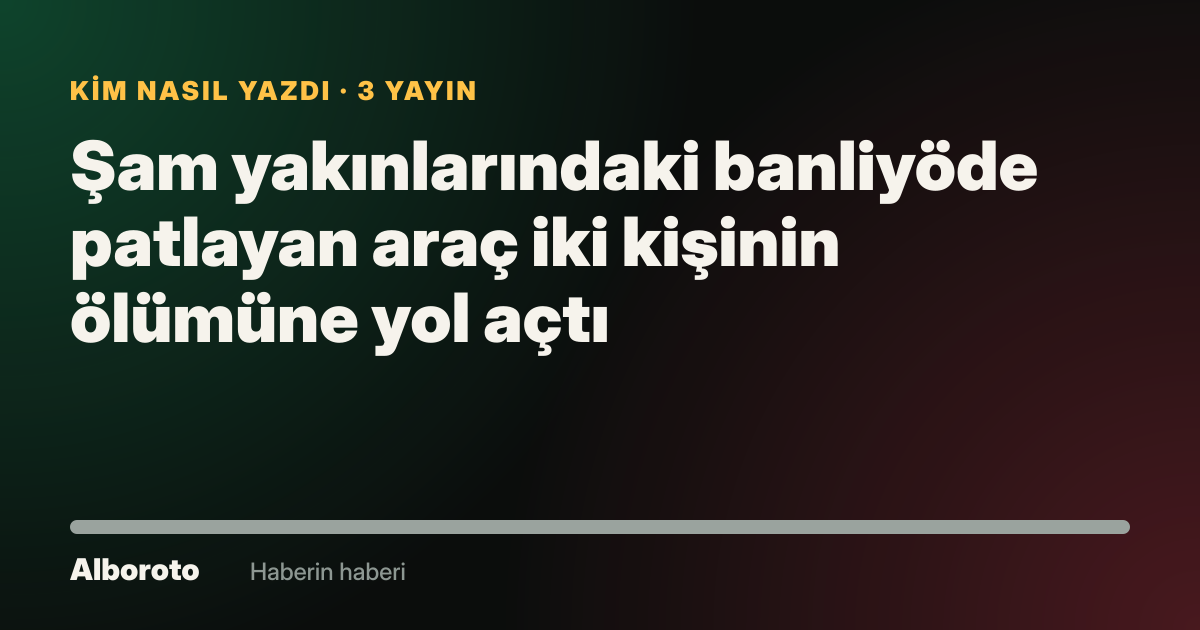 KİM NASIL YAZDI · 3 YAYIN
Şam yakınlarındaki banliyöde
patlayan araç iki kişinin
ölümüne yol açtı
Alboroto
Haberin haberi